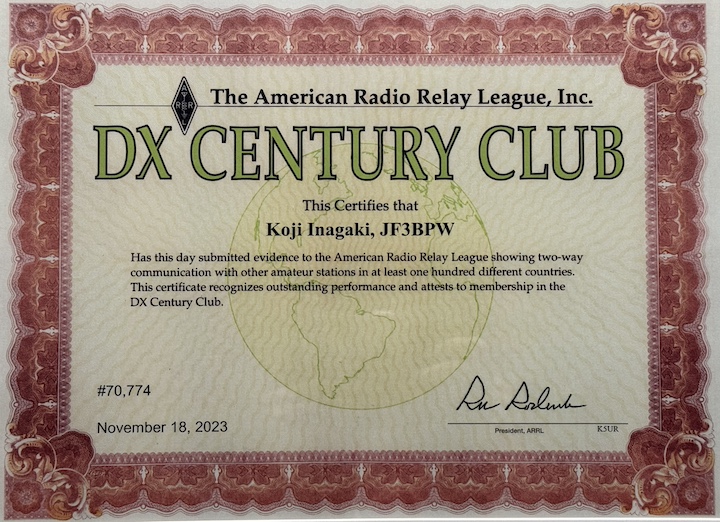 The American Radio Relay League, Inc.
DX CENTURY CLUB
This Certifies that
Koji Inagaki, JF3BPW
Has this day submitted evidence to the American Radio Relay League showing two-way
communication with other amateur stations in at least one hundred different countries.
This certificate recognizes outstanding performance and attests to membership in the
DX Century Club.
#70,774
November 18, 2023
President, ARRL K5UR